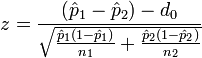 z = \frac{(\hat{p}_1 - \hat{p}_2) - d_0}{\sqrt{\frac{\hat{p}_1(1 - \hat{p}_1)}{n_1} + \frac{\hat{p}_2(1 - \hat{p}_2)}{n_2}}}